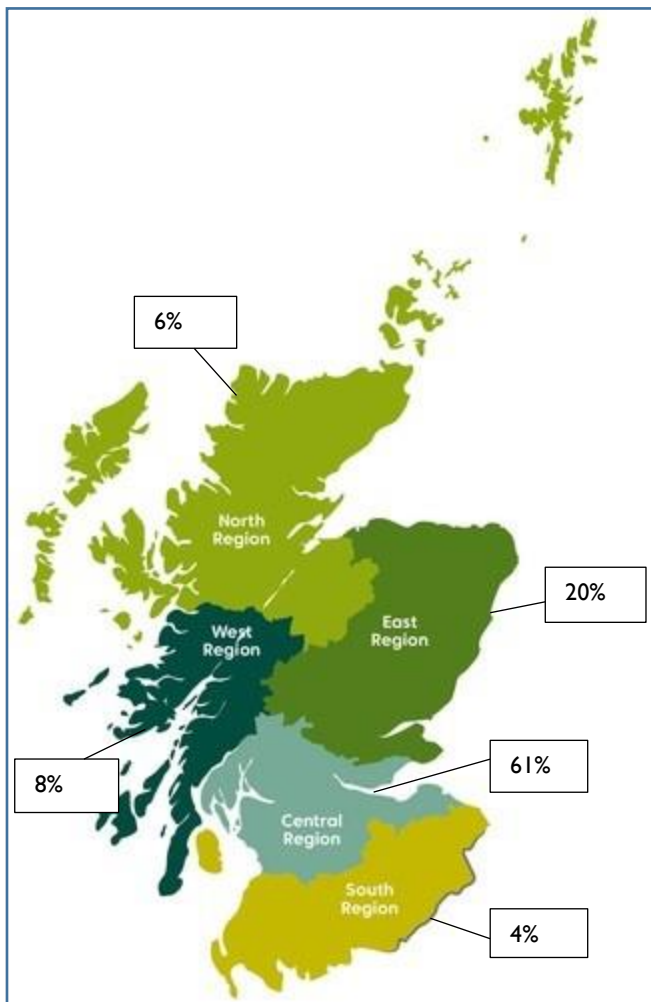 6%
North
Region
20%
East
Region
West
Region
61%
8%
Central
Region
South
Region
4%